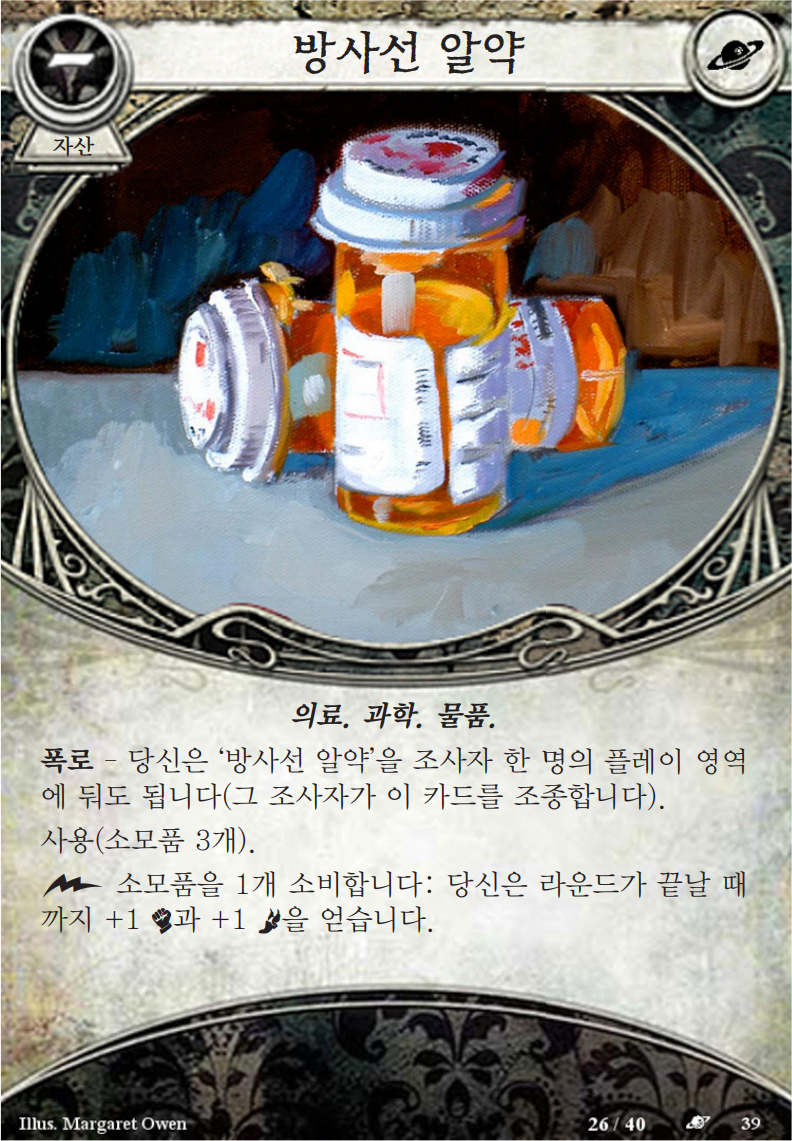 방사선 알약
자산
의료. 과학. 물품.
폭로 - 당신은 ‘방사선 알약’을 조사자 한 명의 플레이 영역
에 둬도 됩니다(그 조사자가 이 카드를 조종합니다).
사용(소모품 3개).
소모품을 1개 소비합니다: 당신은 라운드가 끝날 때
까지 +1 과 +1 을 얻습니다.
Illus. Margaret Owen
26 / 40
39